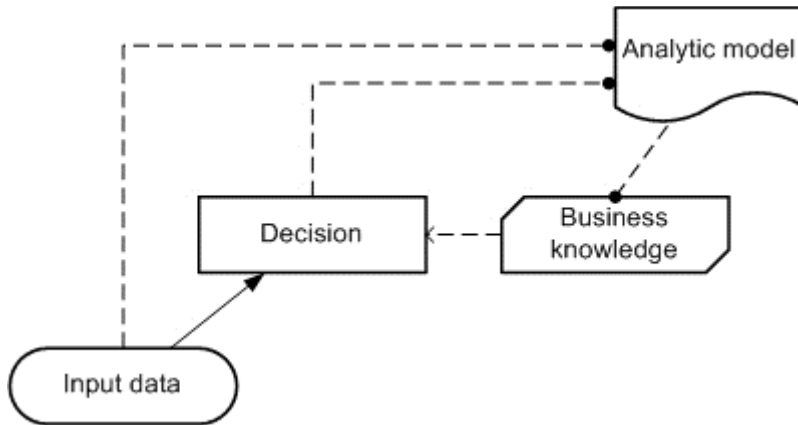 Analytic model
Decision
Business
knowledge
Input data